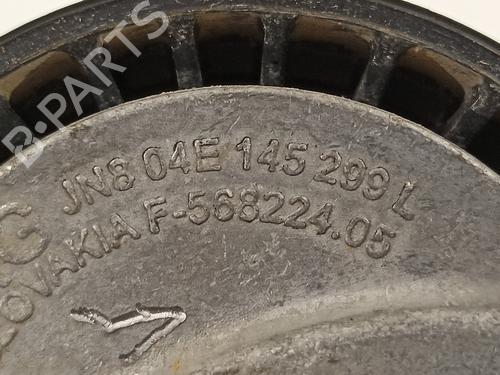 B-PARTS
JN8 04E 145 299 L
G
OVAKIA F-568224.05